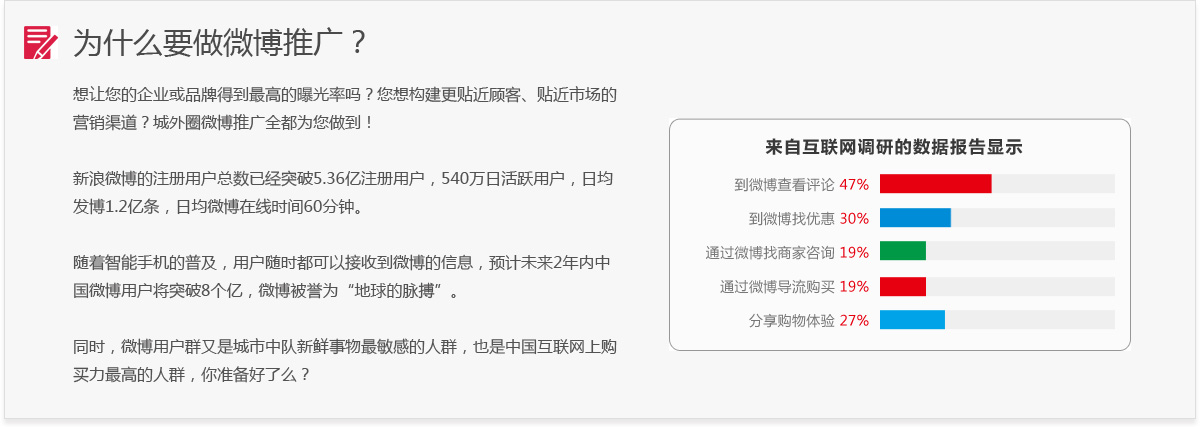 为什么要做微博推广？
想让您的企业或品牌得到最高的曝光率吗？您想构建更贴近顾客、贴近市场的
营销渠道？城外圈微博推广全都为您做到！
新浪微博的注册用户总数已经突破5.36亿注册用户，540万日活跃用户，日均
发博1.2亿条，日均微博在线时间60分钟。
随着智能手机的普及，用户随时都可以接收到微博的信息，预计未来2年内中
国微博用户将突破8个亿，微博被誉为“地球的脉搏”。
同时，微博用户群又是城市中队新鲜事物最敏感的人群，也是中国互联网上购
买力最高的人群，你准备好了么？
来自互联网调研的数据报告显示
到微博查看评论 47%
到微博找优惠 30%
通过微博找商家咨询 19%
通过微博导流购买 19%
分享购物体验 27%